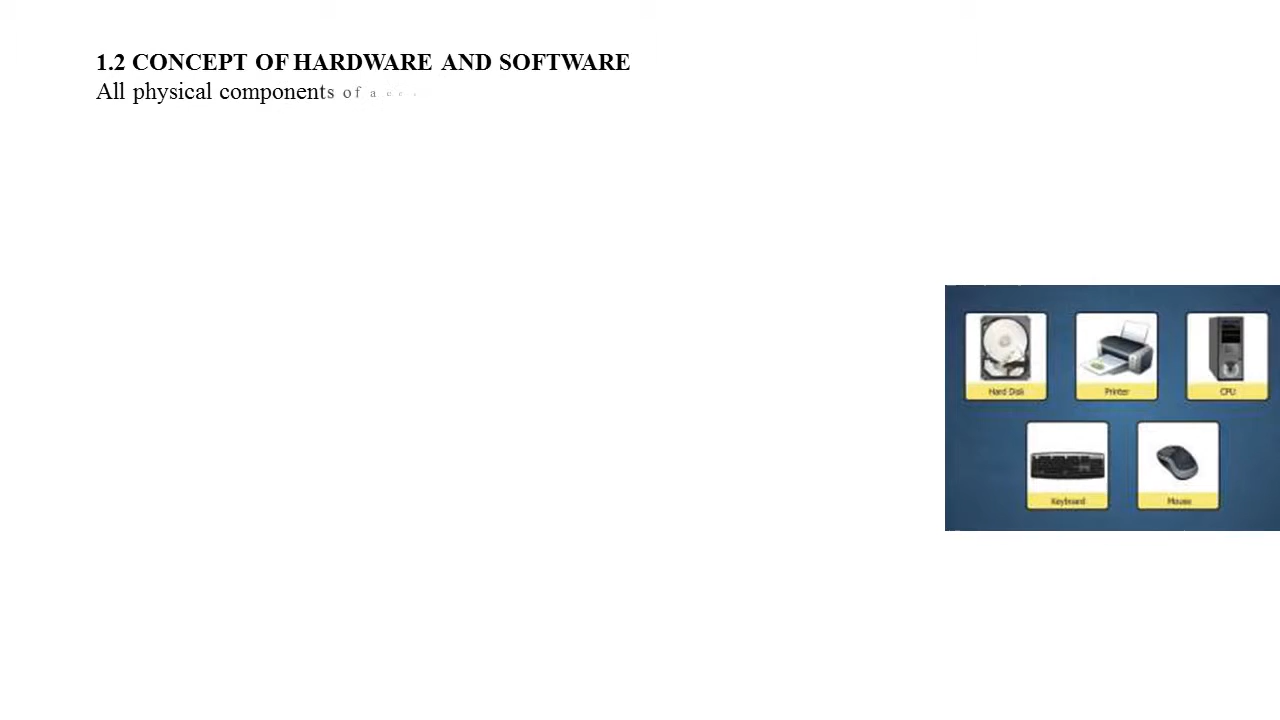 1.2 CONCEPT OF HARDWARE AND SOFTWARE
All physical components of a
Hard Disk
Printer
CPU
Keyboard
Mouse